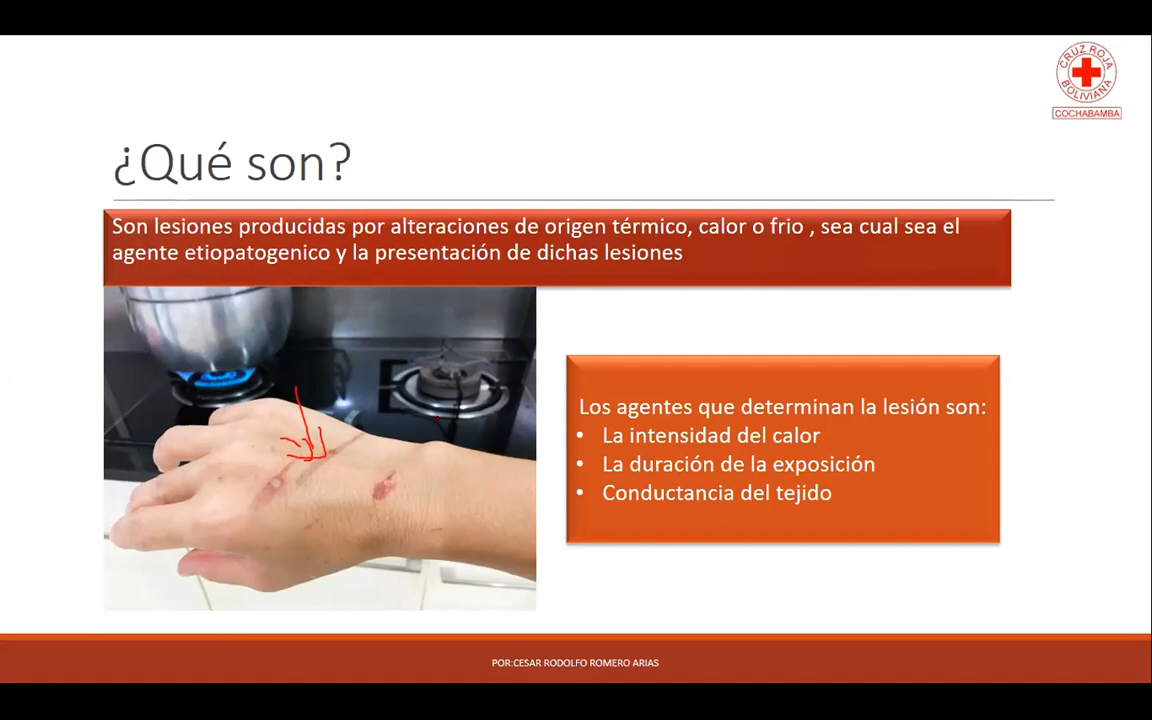 CRUZ ROJA
BOLIVIANA
COCHABAMBA
¿Qué son?
Son lesiones producidas por alteraciones de origen térmico, calor o frio , sea cual sea el
agente etiopatogenico y la presentación de dichas lesiones
Los agentes que determinan la lesión son:
• La intensidad del calor
• La duración de la exposición
• Conductancia del tejido
POR:CESAR RODOLFO ROMERO ARIAS